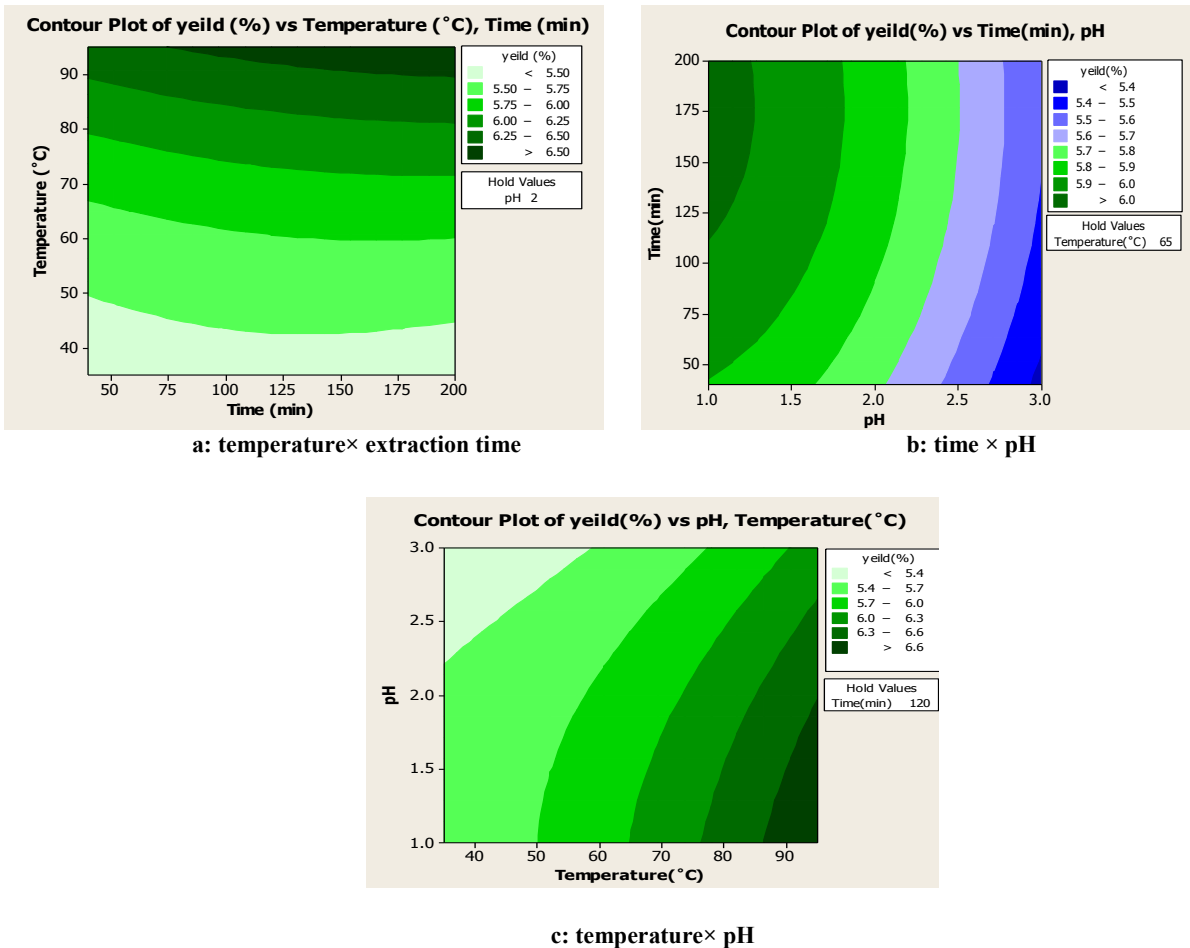 Contour Plot of yeild (%) vs Temperature (˚C), Time (min)
Temperature (˚C)
90
80
70
60
50
40
50 75 100 125 150 175 200
Time (min)
yeild (%)
< 5.50
5.50 – 5.75
5.75 – 6.00
6.00 – 6.25
6.25 – 6.50
> 6.50
Hold Values
pH 2
a: temperature× extraction time
Contour Plot of yeild(%) vs Time(min), pH
Time(min)
200
175
150
125
100
75
50
1.0 1.5 2.0 2.5 3.0
pH
yeild(%)
< 5.4
5.4 – 5.5
5.5 – 5.6
5.6 – 5.7
5.7 – 5.8
5.8 – 5.9
5.9 – 6.0
> 6.0
Hold Values
Temperature(˚C) 65
b: time × pH
Contour Plot of yeild(%) vs pH, Temperature(˚C)
pH
3.0
2.5
2.0
1.5
1.0
40 50 60 70 80 90
Temperature(˚C)
yeild(%)
< 5.4
5.4 – 5.7
5.7 – 6.0
6.0 – 6.3
6.3 – 6.6
> 6.6
Hold Values
Time(min) 120
c: temperature× pH